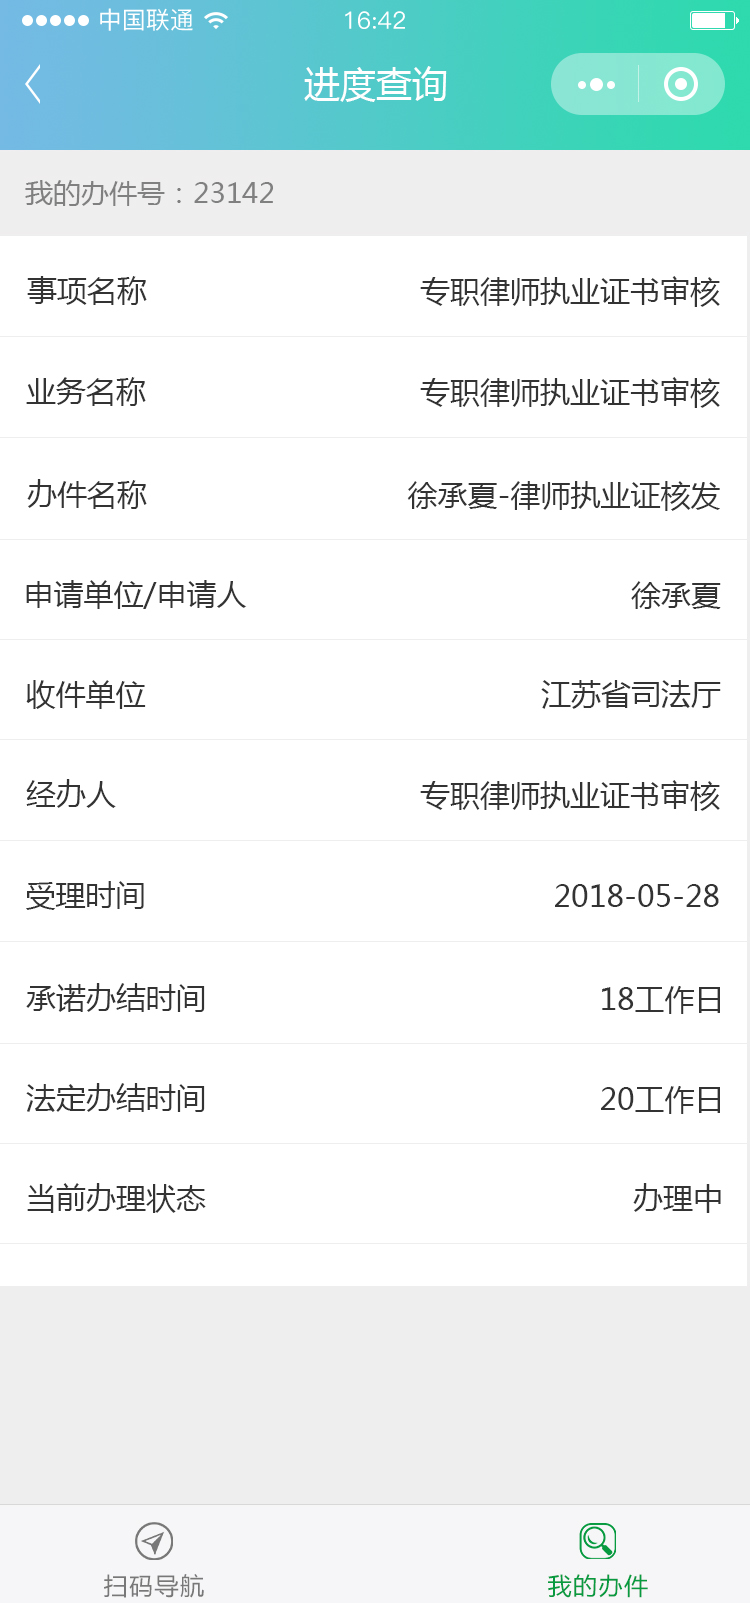 中国联通 16:42
进度查询
我的办件号：23142
事项名称 专职律师执业证书审核
业务名称 专职律师执业证书审核
办件名称 徐承夏-律师执业证核发
申请单位/申请人 徐承夏
收件单位 江苏省司法厅
经办人 专职律师执业证书审核
受理时间 2018-05-28
承诺办结时间 18工作日
法定办结时间 20工作日
当前办理状态 办理中
扫码导航 我的办件